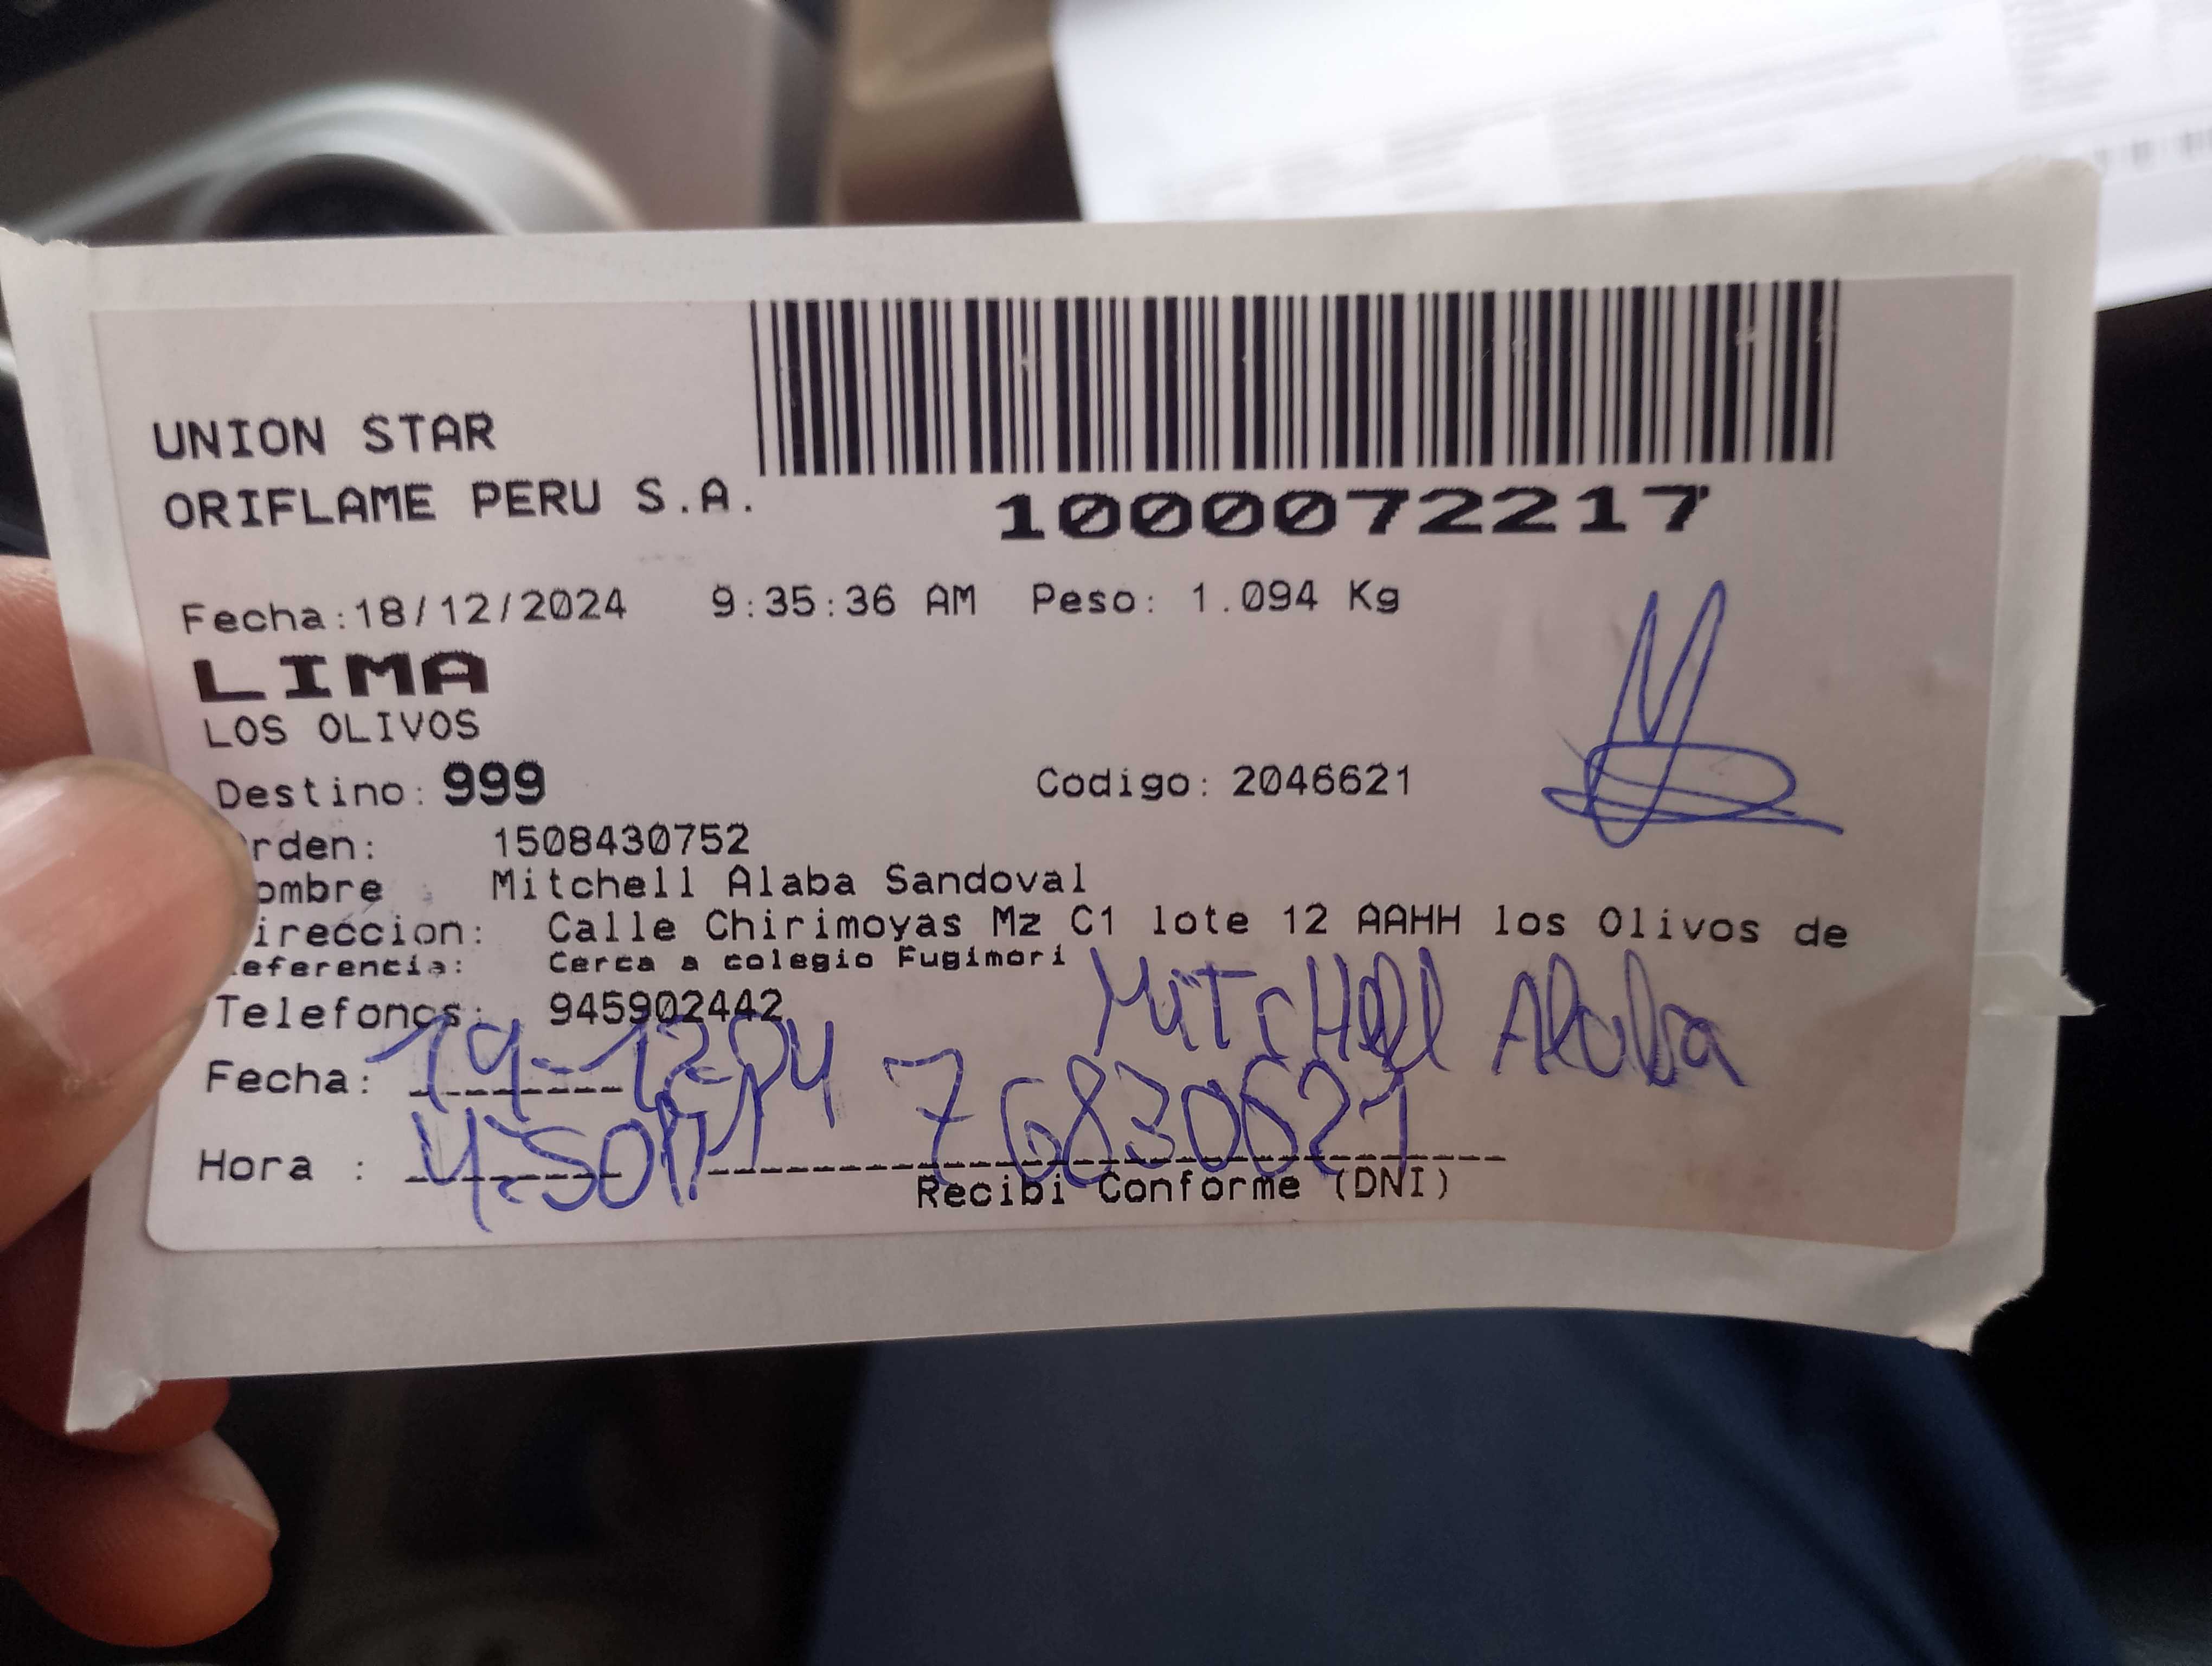 UNION STAR
ORIFLAME PERU S.A.
1000072217
Fecha:18/12/2024 9:35:36 AM Peso: 1.094 Kg
LIMA
LOS OLIVOS
Destino: 999 Codigo: 2046621
rden: 1508430752
ombre : Mitchell Alaba Sandoval
ireccion: Calle Chirimoyas Mz C1 lote 12 AAHH los Olivos de
eferencia: Cerca a colegio Fugimori
Telefonos: 945902442
MiTcHell Alaba
Fecha: 19-12-24
76830621
Hora : 4:50
Recibi Conforme (DNI)